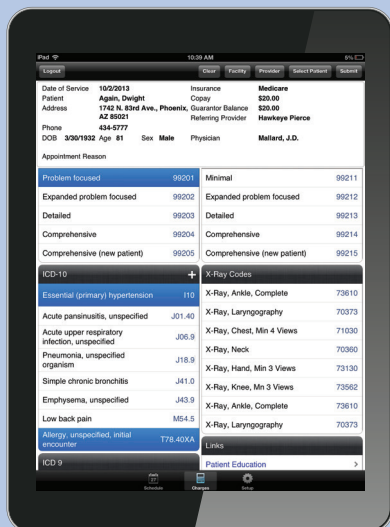 iPad 10:39 AM 5%
Logout Clear Facility Provider Select Patient Submit
Date of Service 10/2/2013 Insurance Medicare
Patient Again, Dwight Copay $20.00
Address 1742 N. 83rd Ave., Phoenix, AZ 85021 Guarantor Balance $20.00
Referring Provider Hawkeye Pierce
Phone 434-5777
DOB 3/30/1932 Age 81 Sex Male Physician Mallard, J.D.
Appointment Reason
Problem focused 99201
Expanded problem focused 99202
Detailed 99203
Comprehensive 99204
Comprehensive (new patient) 99205
Minimal 99211
Expanded problem focused 99212
Detailed 99213
Comprehensive 99214
Comprehensive (new patient) 99215
ICD-10 +
Essential (primary) hypertension I10
Acute pansinusitis, unspecified J01.40
Acute upper respiratory
infection, unspecified J06.9
Pneumonia, unspecified
organism J18.9
Simple chronic bronchitis J41.0
Emphysema, unspecified J43.9
Low back pain M54.5
Allergy, unspecified, initial
encounter T78.40XA
ICD 9
X-Ray Codes
X-Ray, Ankle, Complete 73610
X-Ray, Laryngography 70373
X-Ray, Chest, Min 4 Views 71030
X-Ray, Neck 70360
X-Ray, Hand, Min 3 Views 73130
X-Ray, Knee, Mn 3 Views 73562
X-Ray, Ankle, Complete 73610
X-Ray, Laryngography 70373
Links
Patient Education >
Schedule Charges Setup